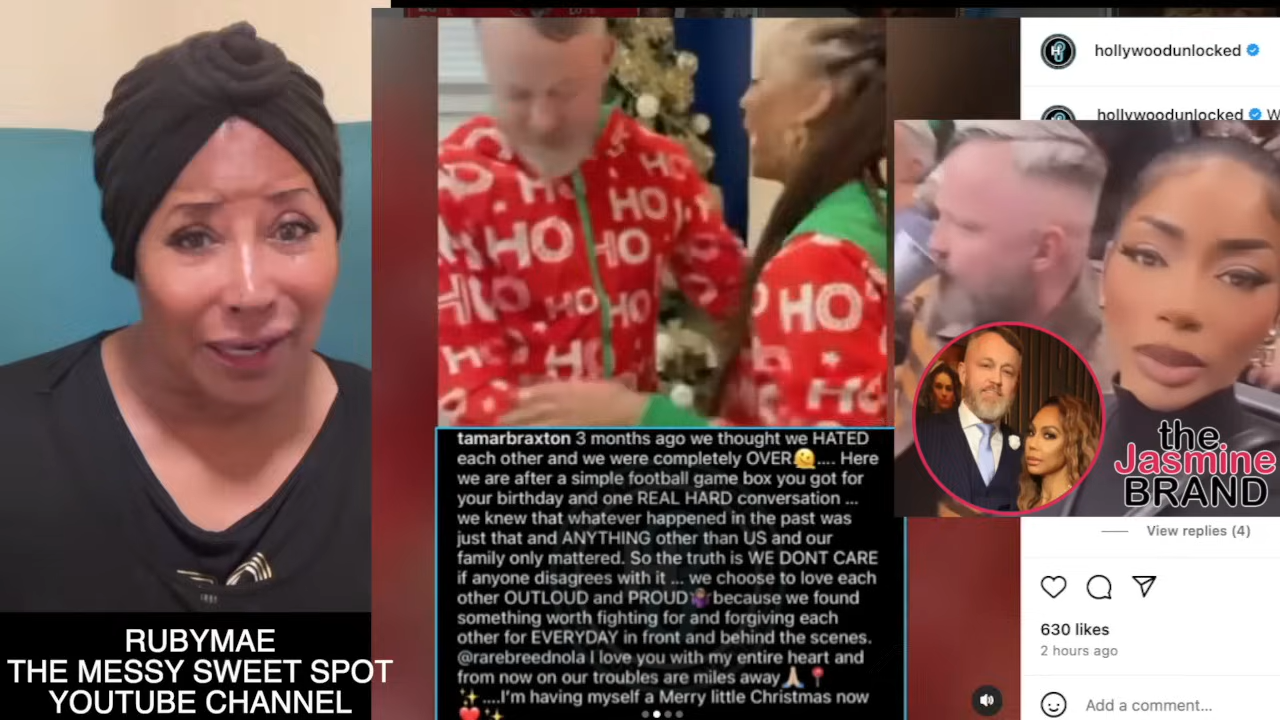 RUBYMAE
THE MESSY SWEET SPOT
YOUTUBE CHANNEL
HO
HO
HO
HO
HO
HO
HO
tamarbraxton 3 months ago we thought we HATED
each other and we were completely OVER🫠.... Here
we are after a simple football game box you got for
your birthday and one REAL HARD conversation ...
we knew that whatever happened in the past was
just that and ANYTHING other than US and our
family only mattered. So the truth is WE DONT CARE
if anyone disagrees with it ... we choose to love each
other OUTLOUD and PROUD🤷🏾‍♀️because we found
something worth fighting for and forgiving each
other for EVERYDAY in front and behind the scenes.
@rarebreednola I love you with my entire heart and
from now on our troubles are miles away🙏🏼📍
✨....I'm having myself a Merry little Christmas now
❤️✨
hollywoodunlocked
hollywoodunlocked W
the
Jasmine
BRAND
View replies (4)
630 likes
2 hours ago
Add a comment...